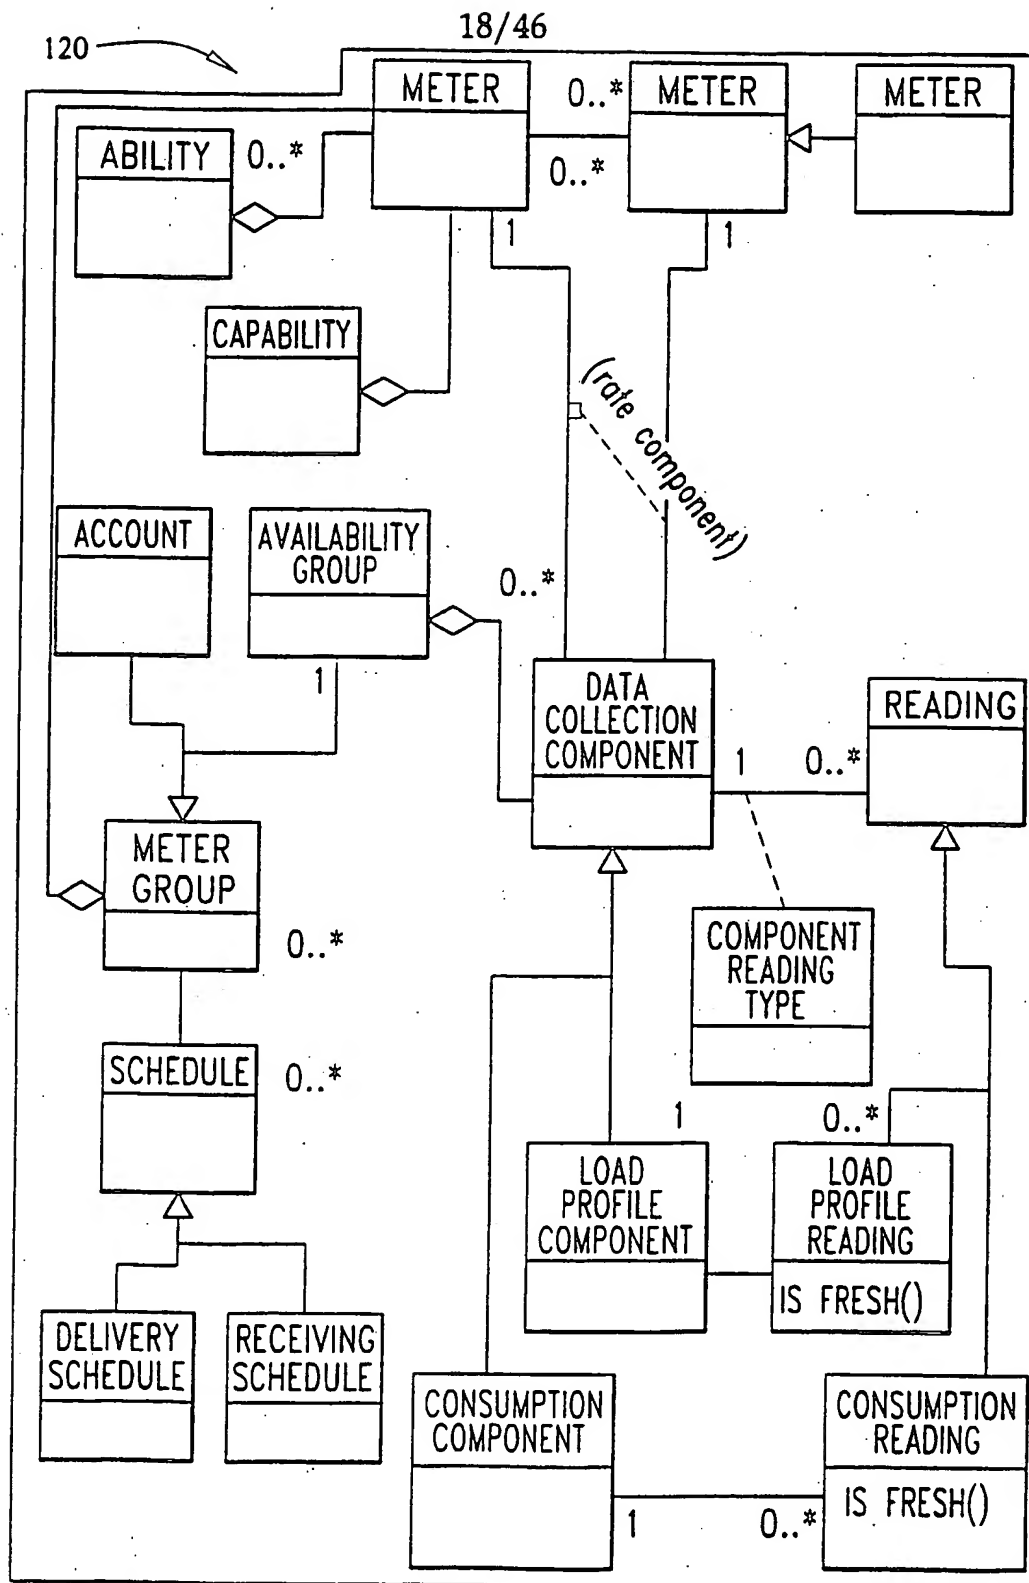 18/46
120
METER
0..*
METER
METER
ABILITY
0..*
0..*
1
1
CAPABILITY
(rate component)
ACCOUNT
AVAILABILITY
GROUP
0..*
1
DATA
COLLECTION
COMPONENT
READING
1
0..*
METER
GROUP
0..*
COMPONENT
READING
TYPE
SCHEDULE
0..*
1
0..*
LOAD
PROFILE
COMPONENT
LOAD
PROFILE
READING
IS FRESH()
DELIVERY
SCHEDULE
RECEIVING
SCHEDULE
CONSUMPTION
COMPONENT
CONSUMPTION
READING
IS FRESH()
1
0..*